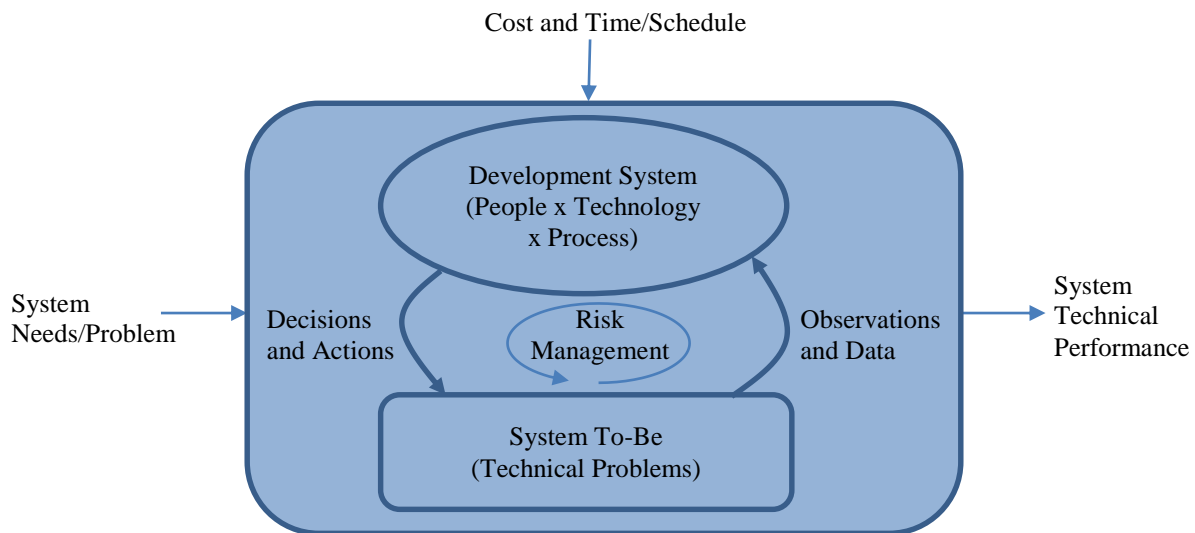 Cost and Time/Schedule
Development System
(People x Technology
x Process)
System
Needs/Problem
Decisions
and Actions
Risk
Management
Observations
and Data
System
Technical
Performance
System To-Be
(Technical Problems)